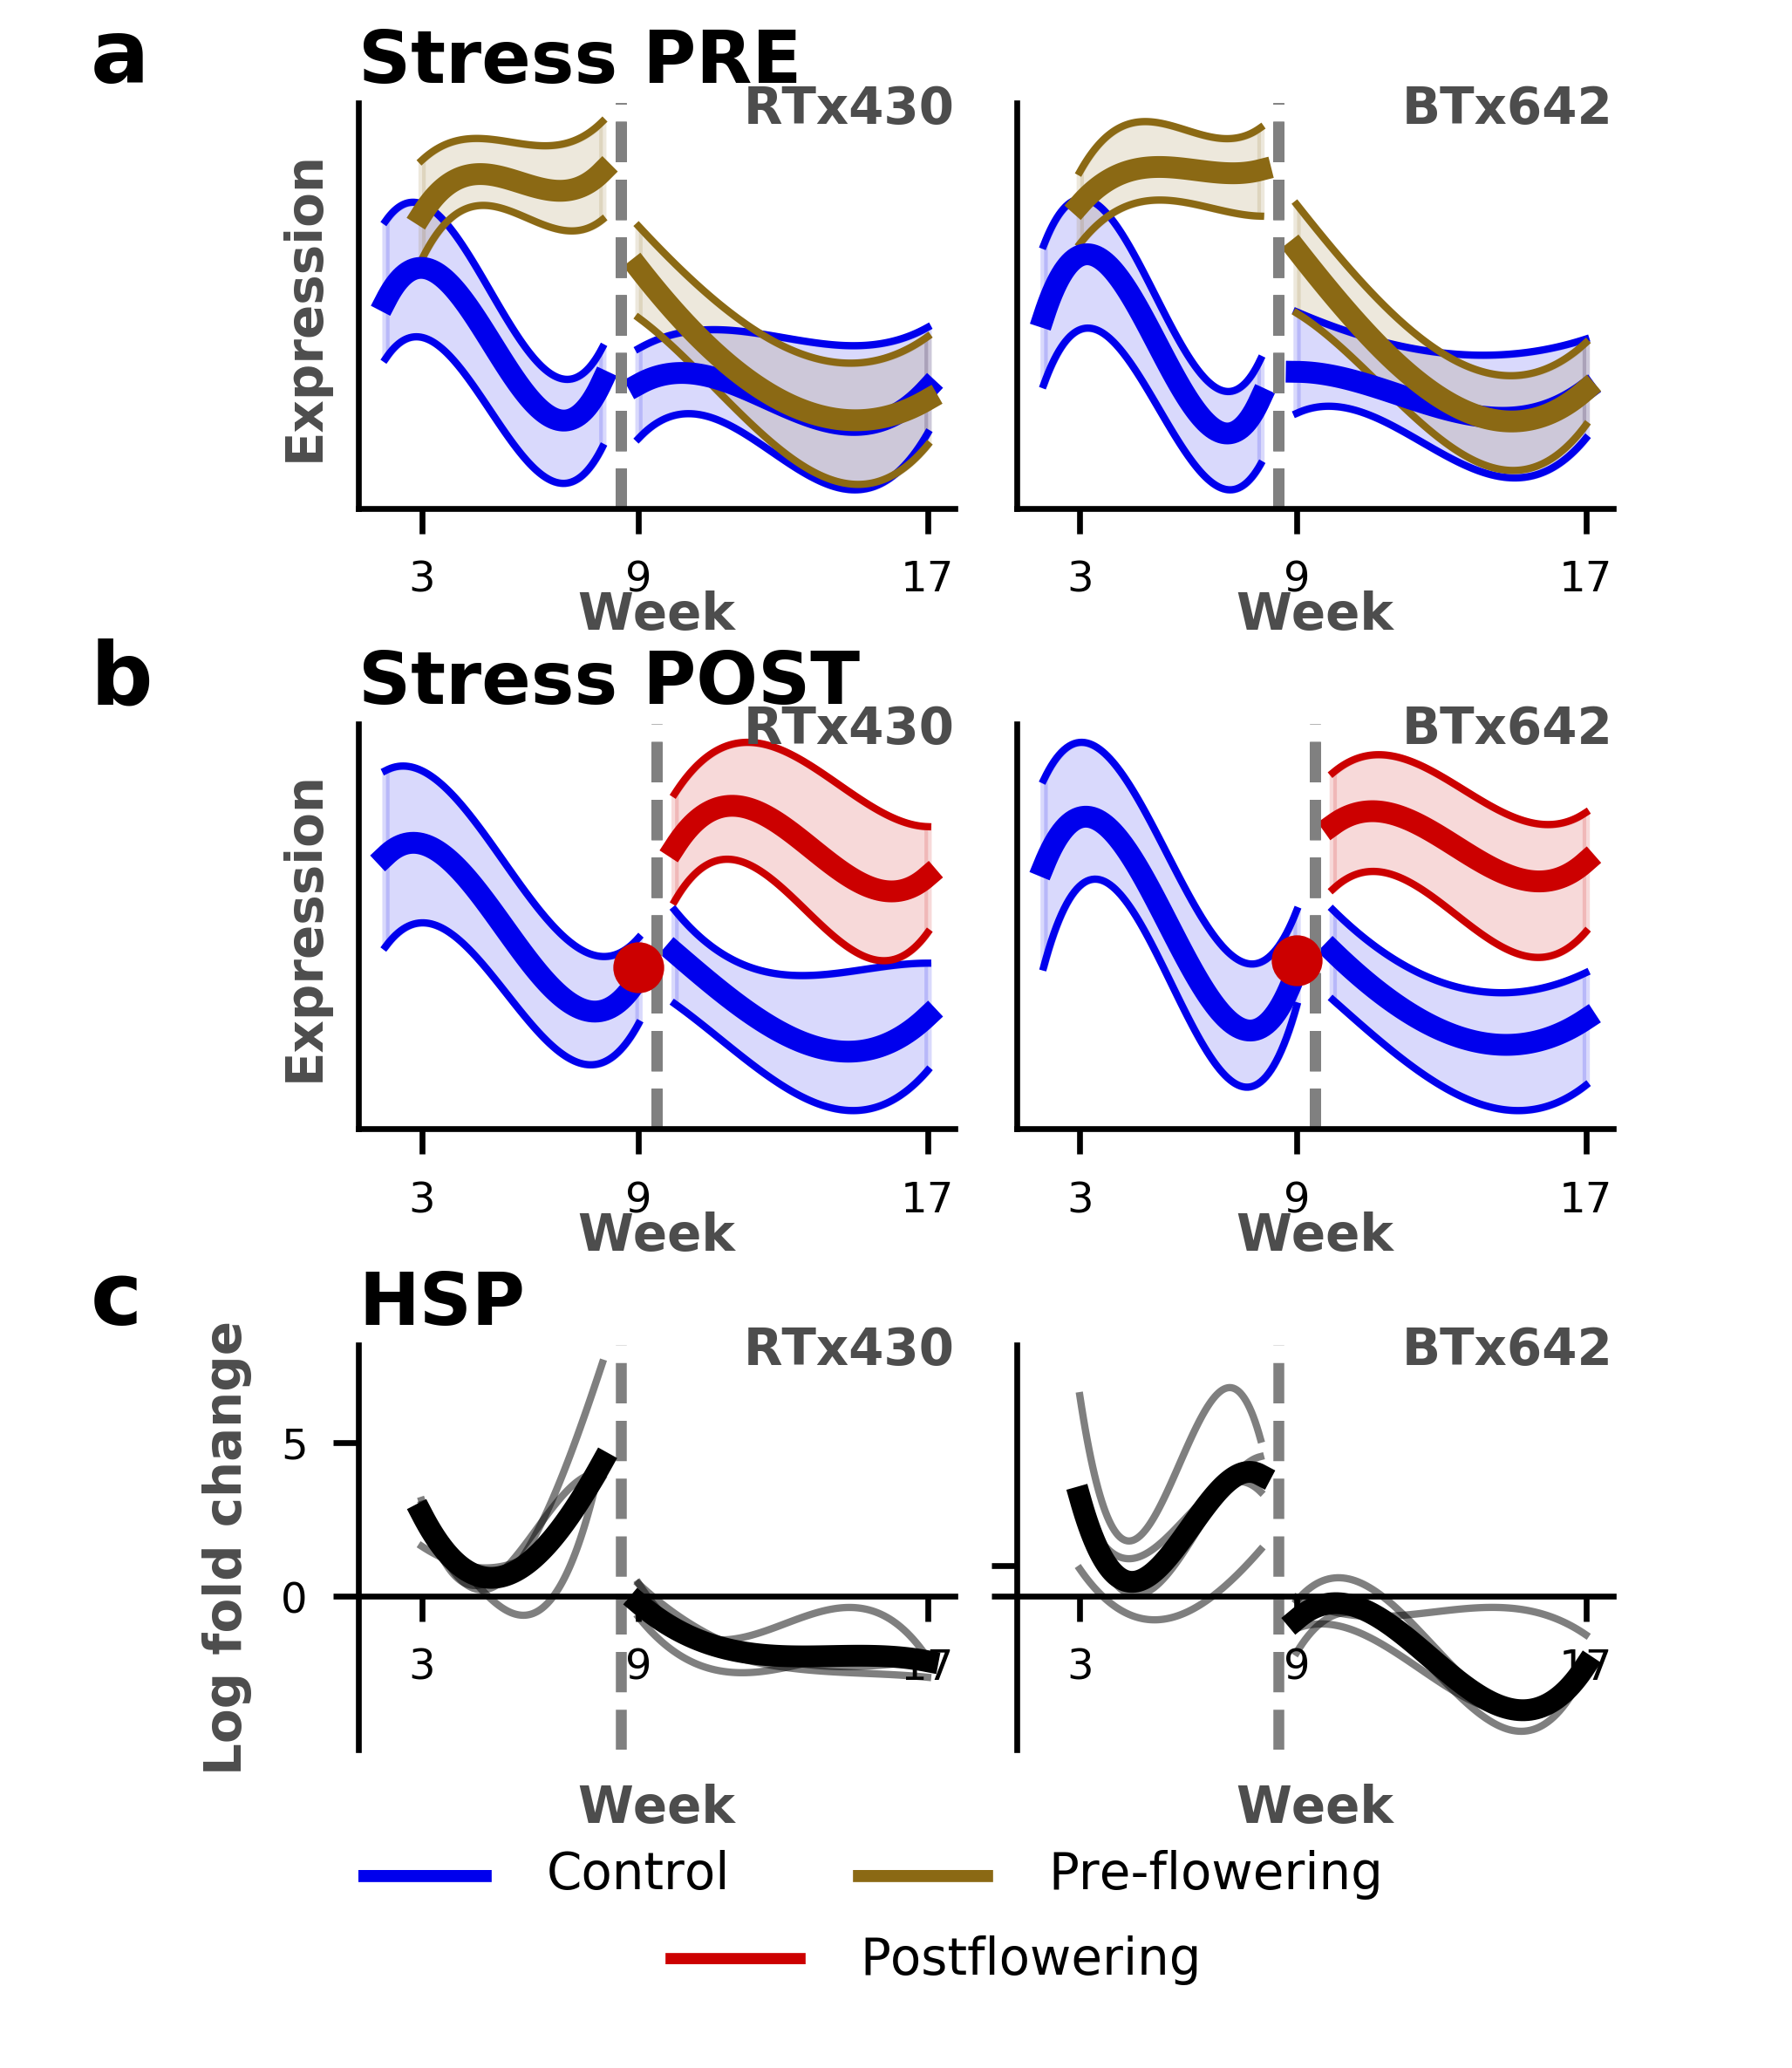 a
Stress PRE
RTx430
BTx642
Expression
3
9
17
3
9
17
Week
Week
b
Stress POST
RTx430
BTx642
Expression
3
9
17
3
9
17
Week
Week
c
HSP
RTx430
BTx642
Log fold change
5
0
3
9
17
3
9
17
Week
Week
Control
Pre-flowering
Postflowering